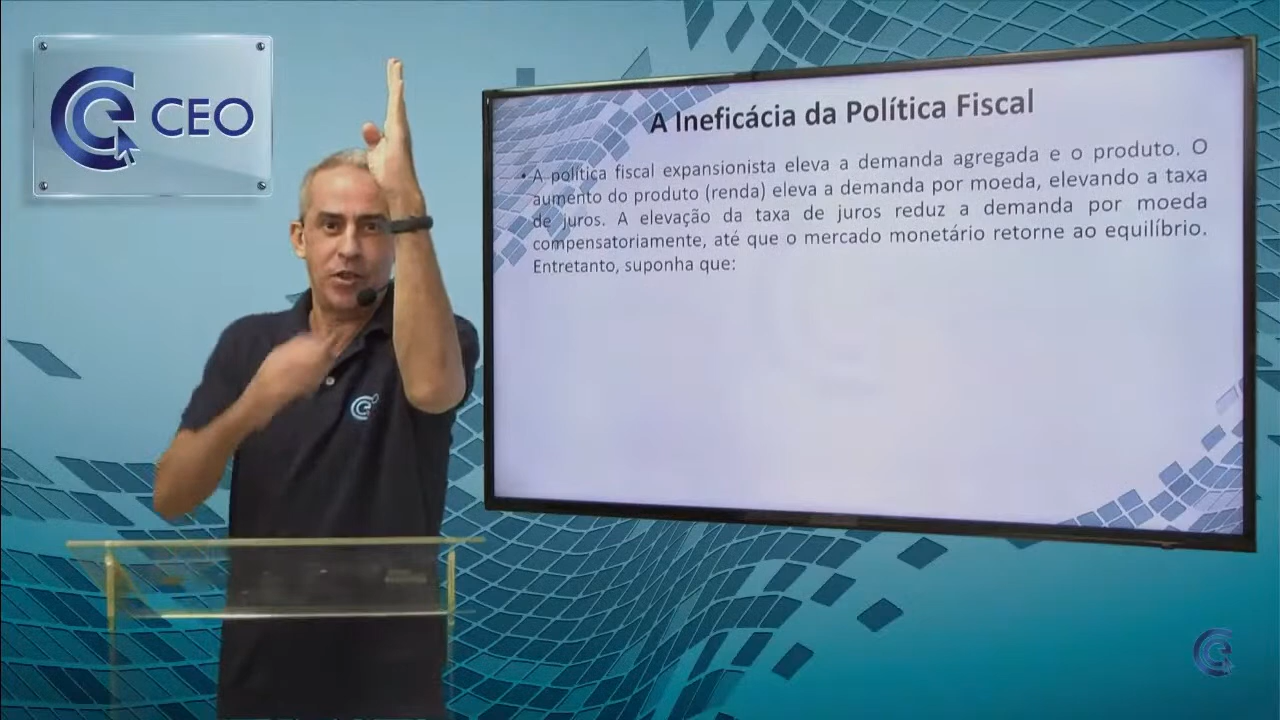 CEO
A Ineficácia da Política Fiscal
• A política fiscal expansionista eleva a demanda agregada e o produto. O
aumento do produto (renda) eleva a demanda por moeda, elevando a taxa
de juros. A elevação da taxa de juros reduz a demanda por moeda
compensatoriamente, até que o mercado monetário retorne ao equilíbrio.
Entretanto, suponha que: